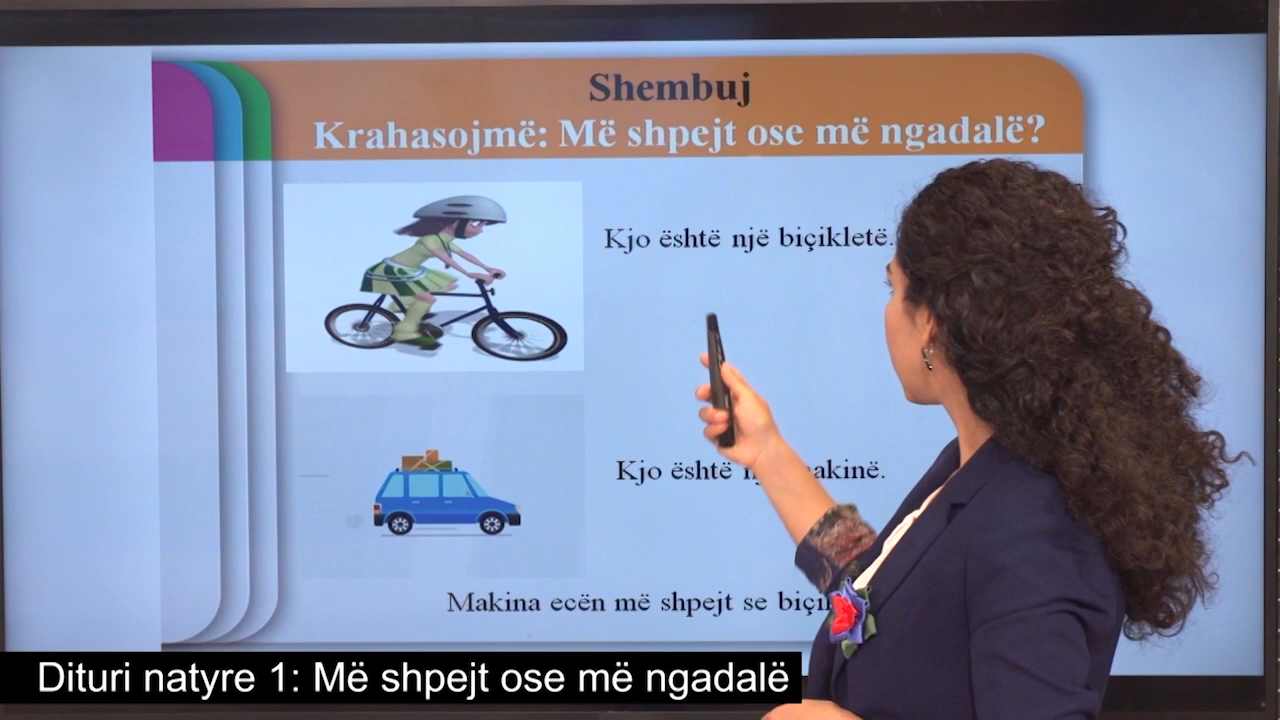 Shembuj
Krahasojmë: Më shpejt ose më ngadalë?
Kjo është një biçikletë.
Kjo është makinë.
Makina ecën më shpejt se
Dituri natyre 1: Më shpejt ose më ngadalë